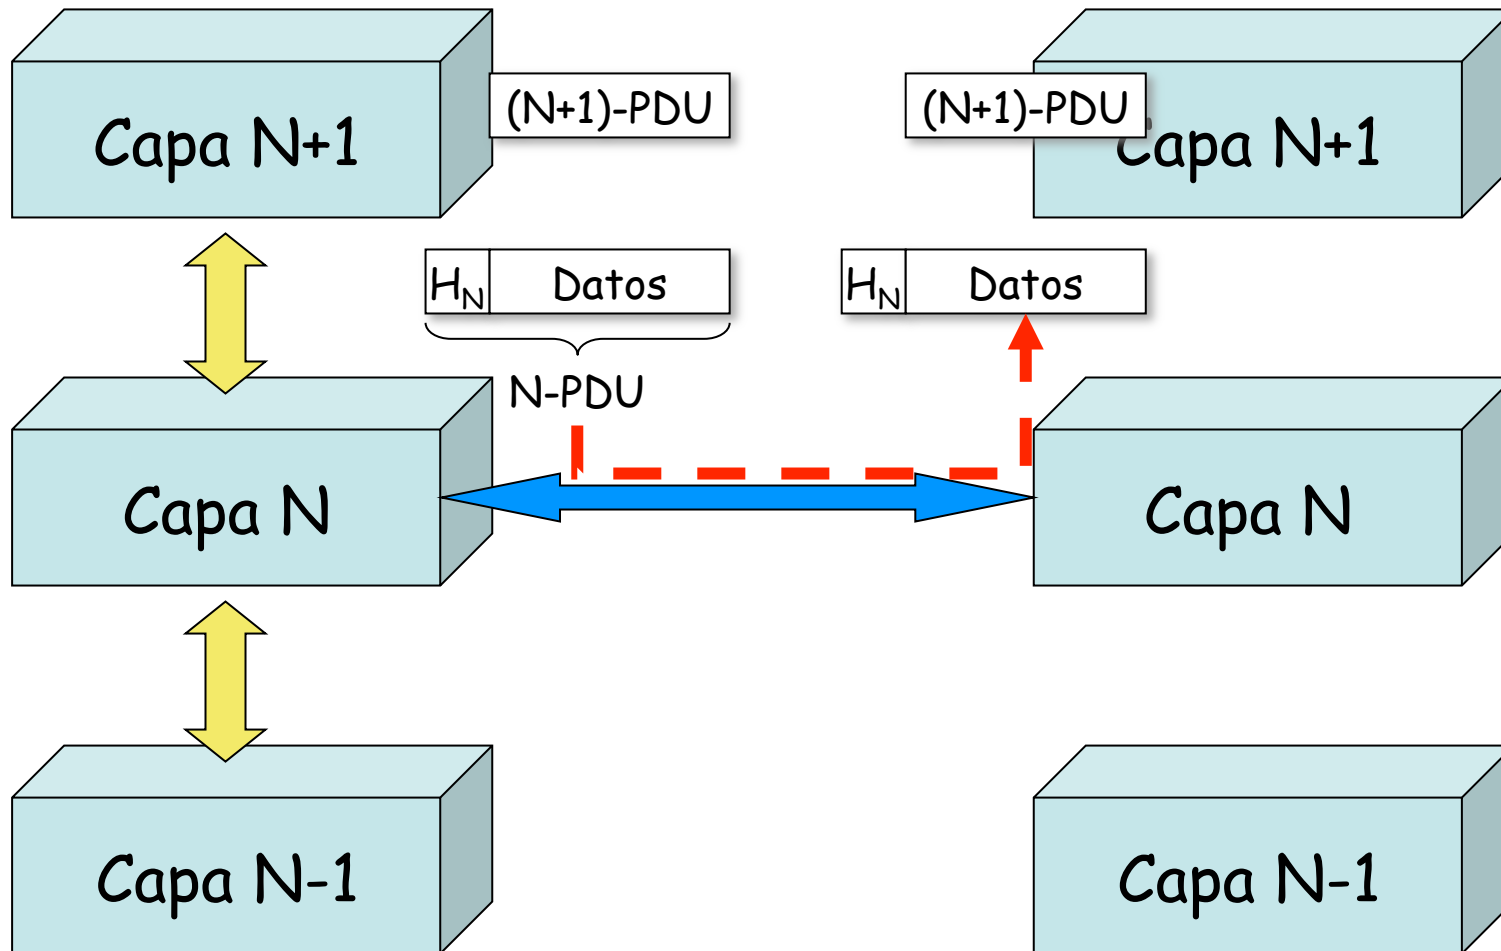 Capa N+1
(N+1)-PDU
(N+1)-PDU
Capa N+1
HN
Datos
HN
Datos
N-PDU
Capa N
Capa N
Capa N-1
Capa N-1